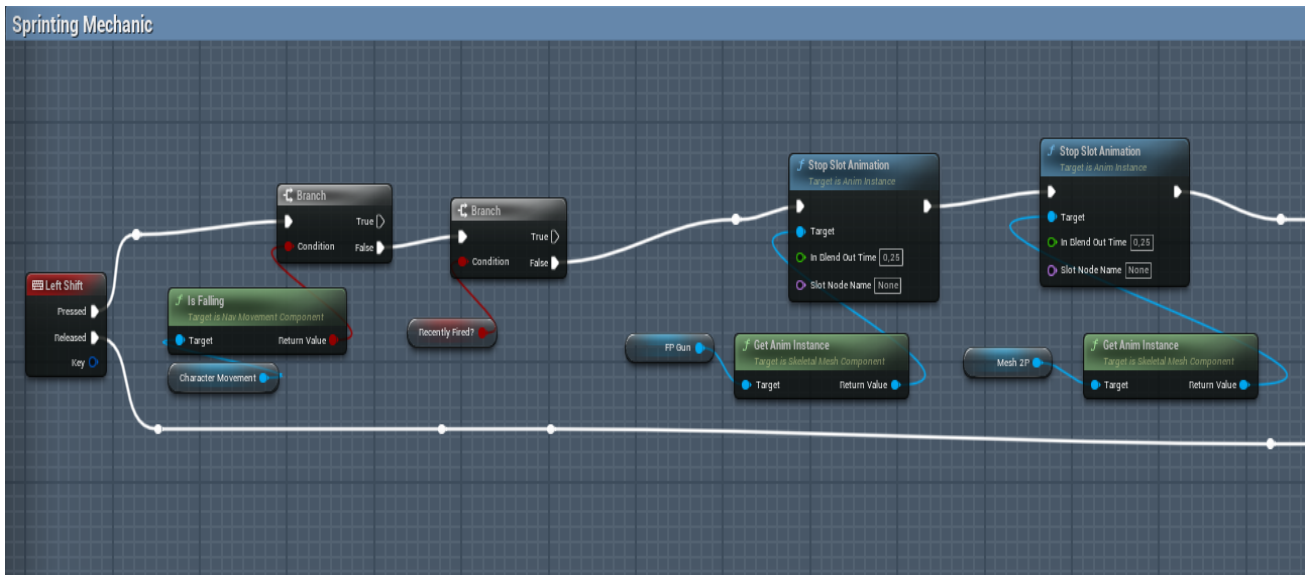 Sprinting Mechanic
Left Shift
Pressed
Released
Key
Branch
True
Condition
False
Is Falling
Target is Nav Movement Component
Target
Return Value
Character Movement
Branch
True
Condition
False
Recently Fired?
Stop Slot Animation
Target is Anim Instance
Target
In Blend Out Time 0,25
Slot Node Name None
FP Gun
Get Anim Instance
Target is Skeletal Mesh Component
Target
Return Value
Stop Slot Animation
Target is Anim Instance
Target
In Blend Out Time 0,25
Slot Node Name None
Mesh 2P
Get Anim Instance
Target is Skeletal Mesh Component
Target
Return Value